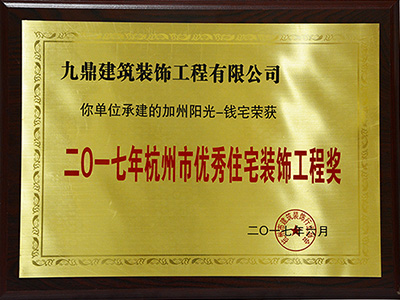 九鼎建筑装饰工程有限公司
你单位承建的加州阳光-钱宅荣获
二〇一七年杭州市优秀住宅装饰工程奖
二〇一七年 月